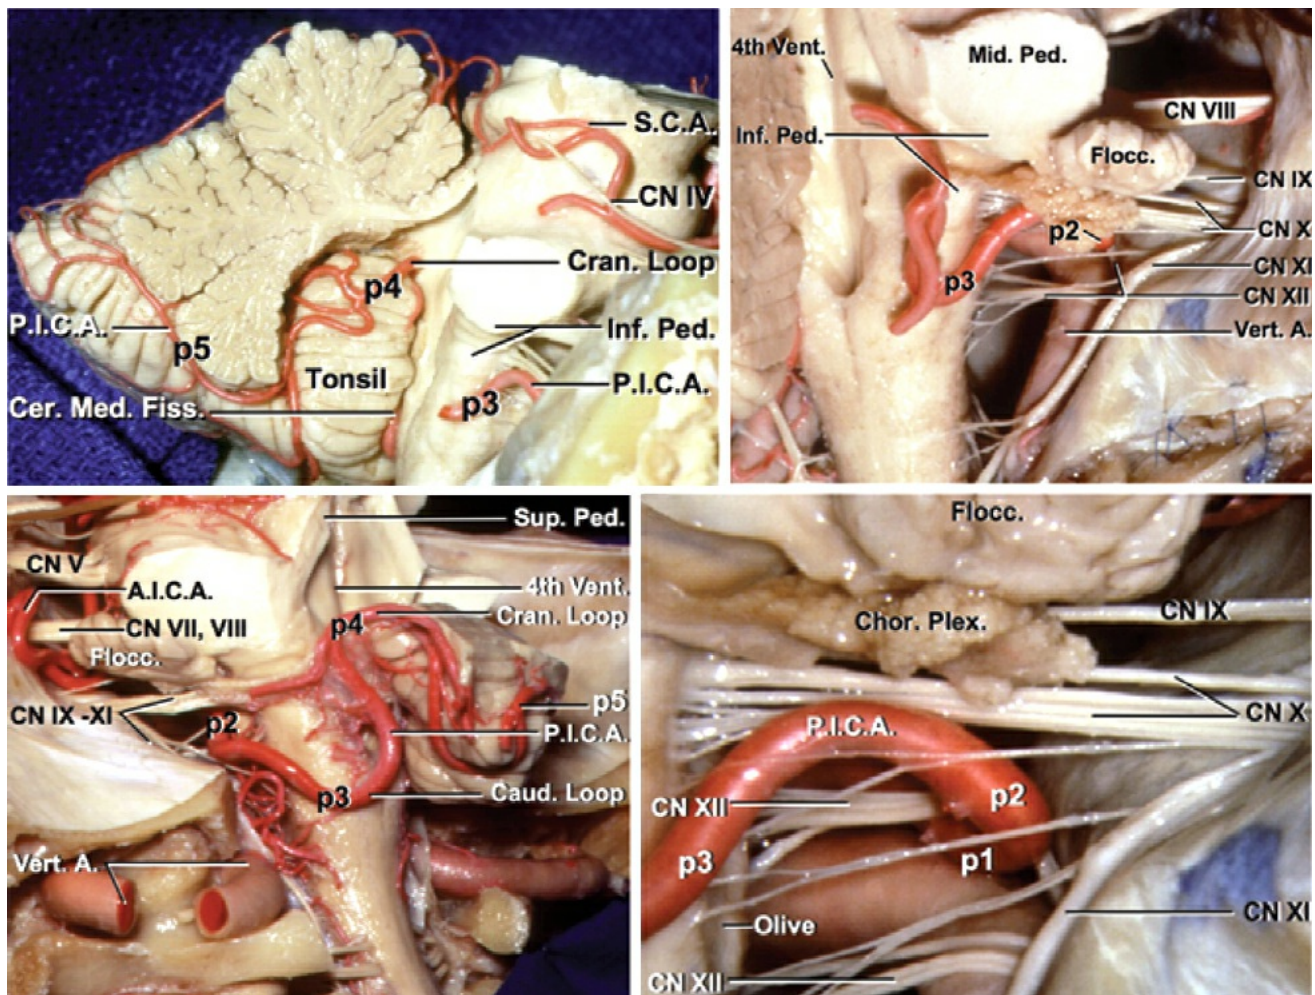 S.C.A.
CN IV
Cran. Loop
p4
Inf. Ped.
P.I.C.A.
p5
Tonsil
P.I.C.A.
p3
Cer. Med. Fiss.
4th Vent.
Mid. Ped.
CN VIII
Inf. Ped.
Flocc.
CN IX
p2
CN X
CN XI
p3
CN XII
Vert. A.
Sup. Ped.
CN V
A.I.C.A.
4th Vent.
Cran. Loop
CN VII, VIII
p4
Flocc.
p5
CN IX -XI
p2
P.I.C.A.
p3
Caud. Loop
Vert. A.
Flocc.
CN IX
Chor. Plex.
CN X
P.I.C.A.
CN XII
p2
p3
p1
Olive
CN XI
CN XII